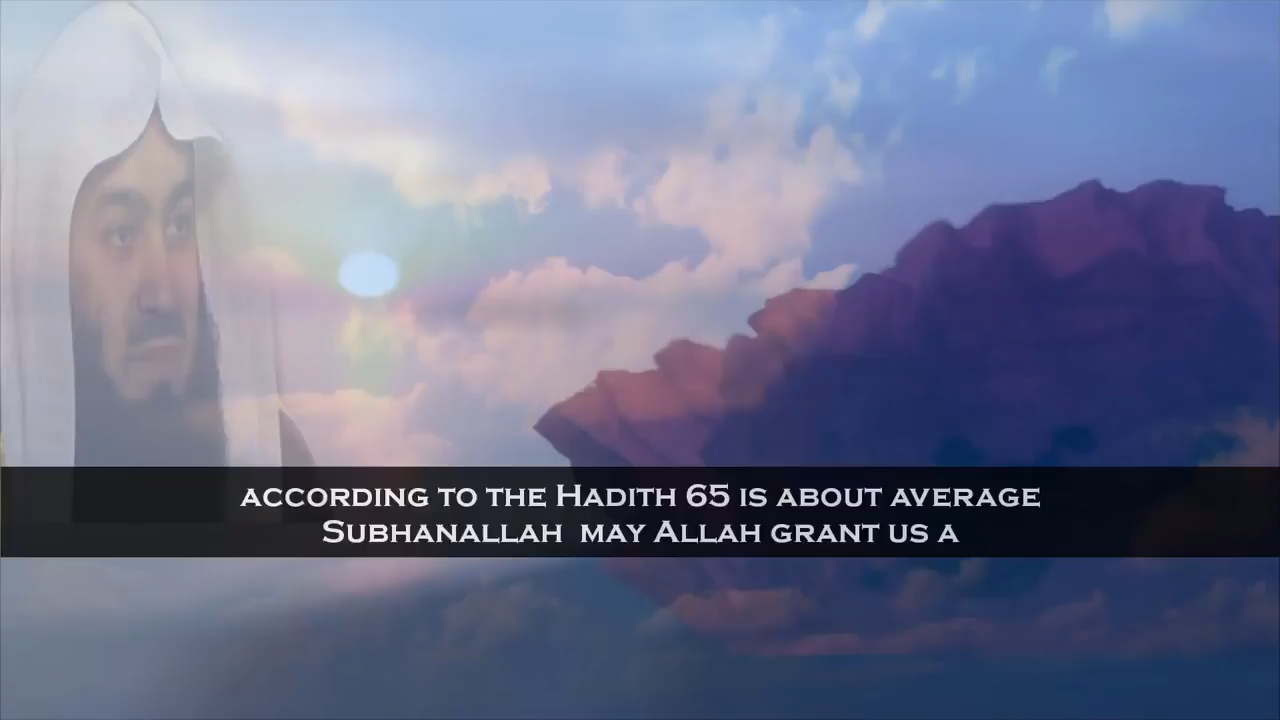 according to the Hadith 65 is about average
Subhanallah  may Allah grant us a